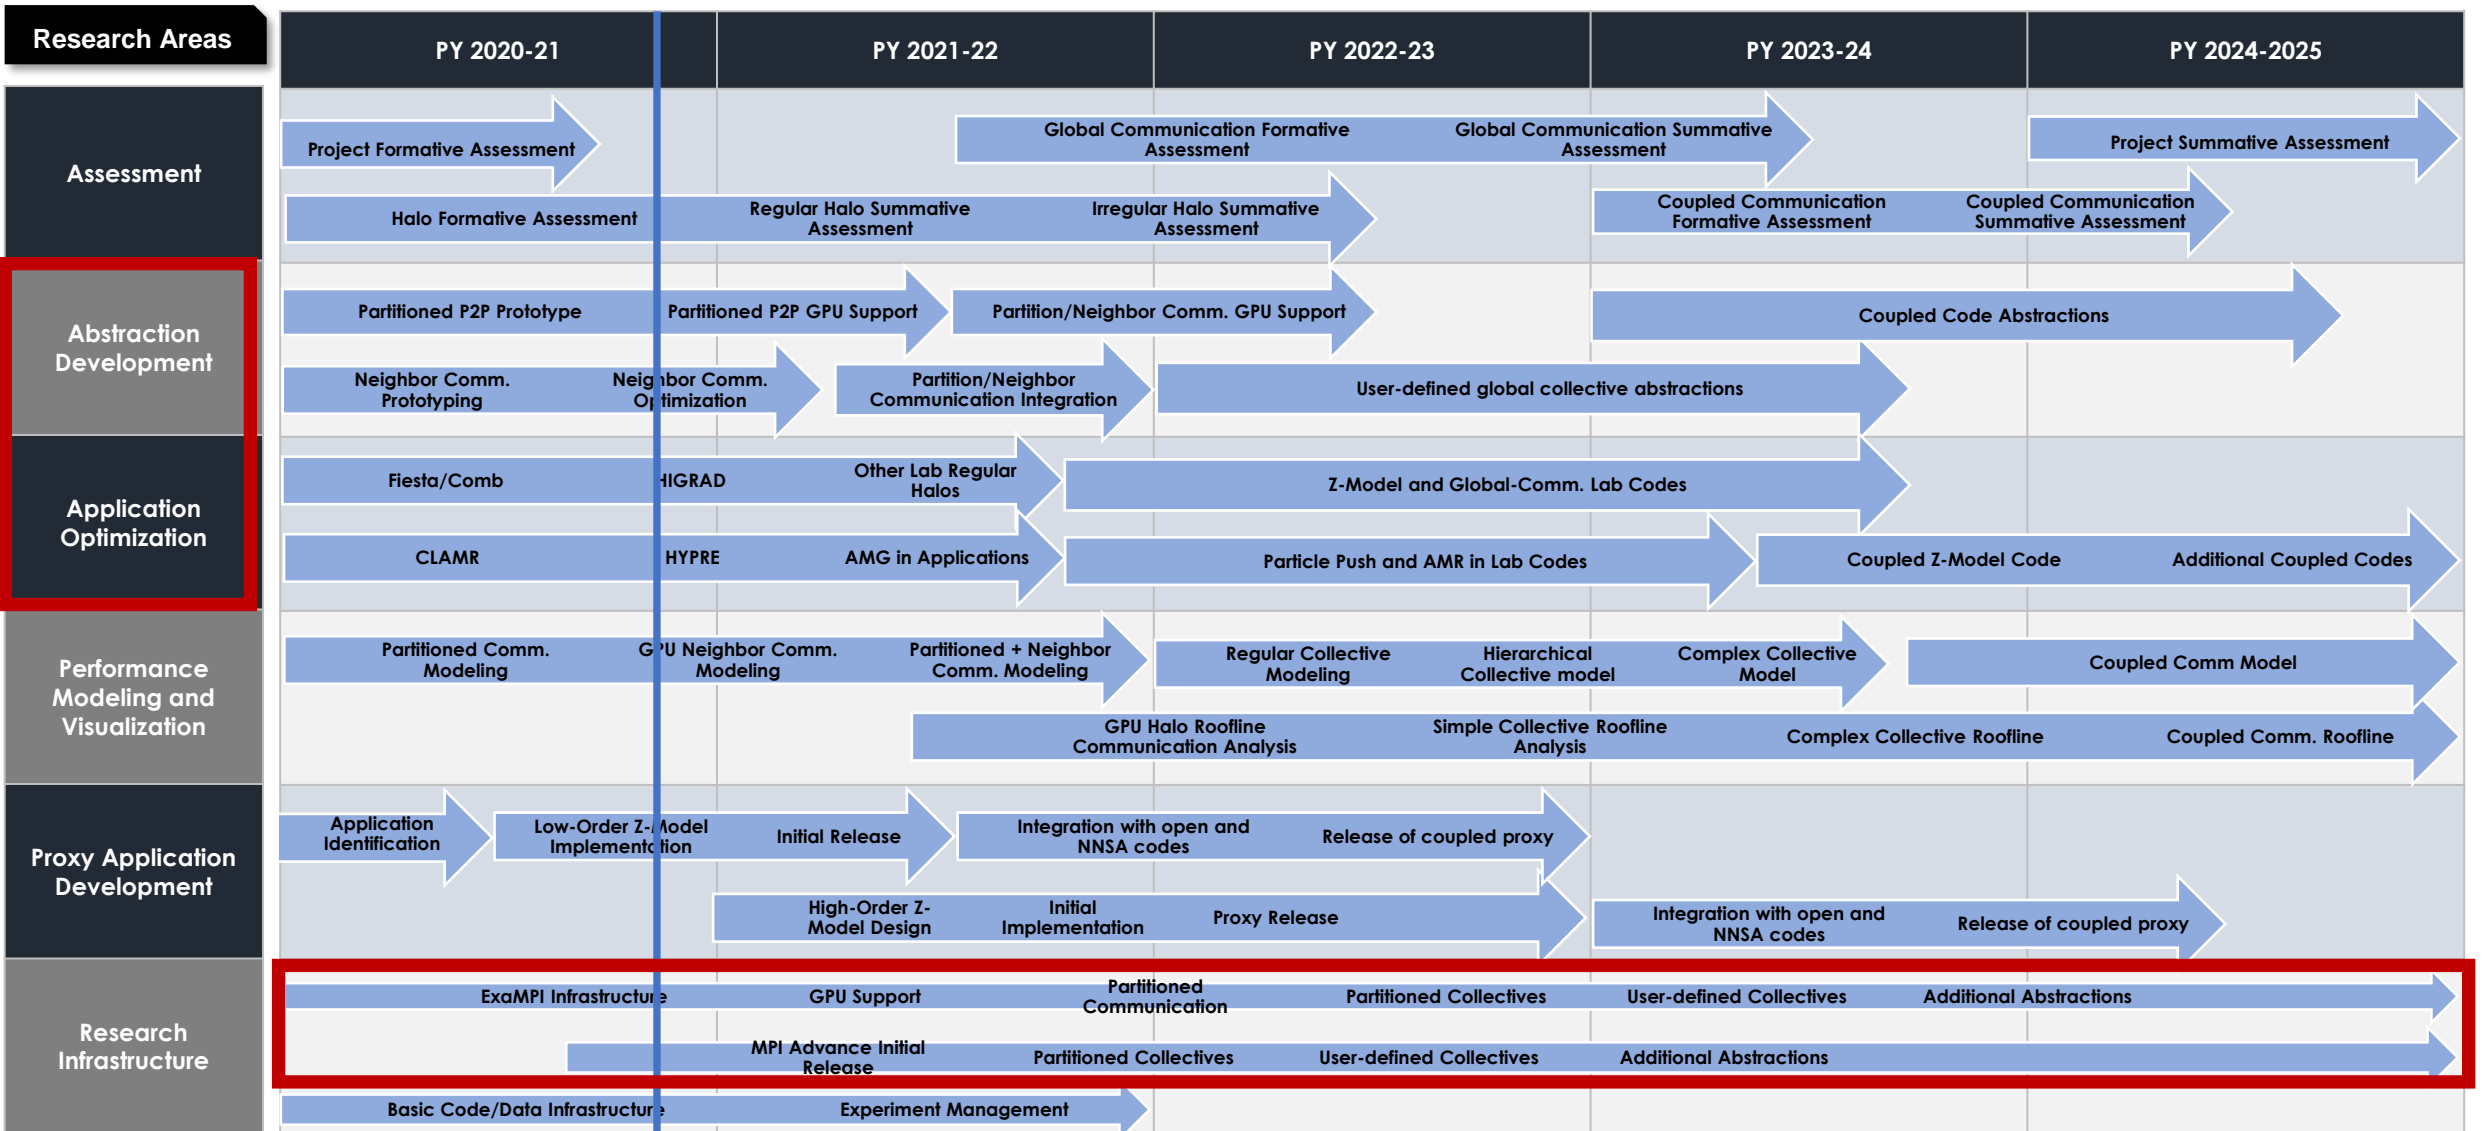 Research Areas
PY 2020-21
PY 2021-22
PY 2022-23
PY 2023-24
PY 2024-2025
Assessment
Project Formative Assessment
Global Communication Formative
Assessment
Global Communication Summative
Assessment
Project Summative Assessment
Halo Formative Assessment
Regular Halo Summative
Assessment
Irregular Halo Summative
Assessment
Coupled Communication
Formative Assessment
Coupled Communication
Summative Assessment
Abstraction
Development
Partitioned P2P Prototype
Partitioned P2P GPU Support
Partition/Neighbor Comm. GPU Support
Coupled Code Abstractions
Neighbor Comm.
Prototyping
Neighbor Comm.
Optimization
Partition/Neighbor
Communication Integration
User-defined global collective abstractions
Application
Optimization
Fiesta/Comb
HIGRAD
Other Lab Regular
Halos
Z-Model and Global-Comm. Lab Codes
CLAMR
HYPRE
AMG in Applications
Particle Push and AMR in Lab Codes
Coupled Z-Model Code
Additional Coupled Codes
Performance
Modeling and
Visualization
Partitioned Comm.
Modeling
GPU Neighbor Comm.
Modeling
Partitioned + Neighbor
Comm. Modeling
Regular Collective
Modeling
Hierarchical
Collective model
Complex Collective
Model
Coupled Comm Model
GPU Halo Roofline
Communication Analysis
Simple Collective Roofline
Analysis
Complex Collective Roofline
Coupled Comm. Roofline
Proxy Application
Development
Application
Identification
Low-Order Z-Model
Implementation
Initial Release
Integration with open and
NNSA codes
Release of coupled proxy
High-Order Z-
Model Design
Initial
Implementation
Proxy Release
Integration with open and
NNSA codes
Release of coupled proxy
Research
Infrastructure
ExaMPI Infrastructure
GPU Support
Partitioned
Communication
Partitioned Collectives
User-defined Collectives
Additional Abstractions
MPI Advance Initial
Release
Partitioned Collectives
User-defined Collectives
Additional Abstractions
Basic Code/Data Infrastructure
Experiment Management